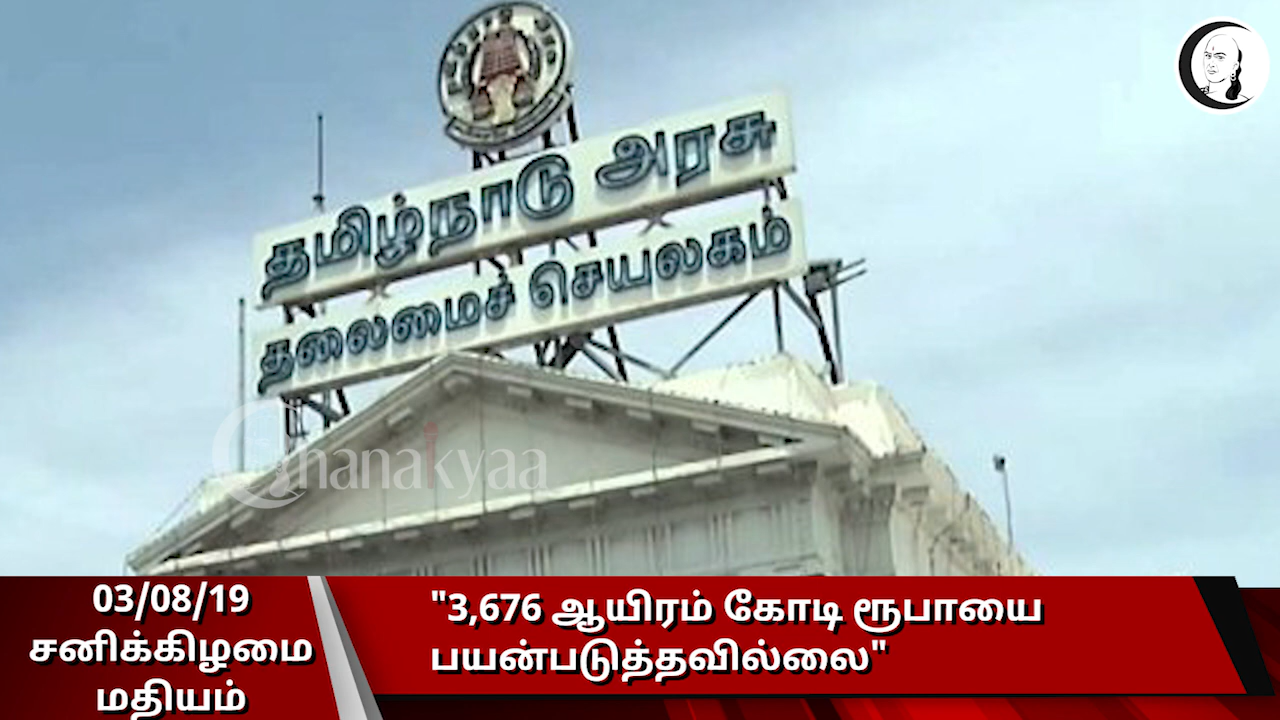 தமிழ்நாடு அரசு
தலைமைச் செயலகம்
Chanakyaa
03/08/19
சனிக்கிழமை
மதியம்
"3,676 ஆயிரம் கோடி ரூபாயை
பயன்படுத்தவில்லை"